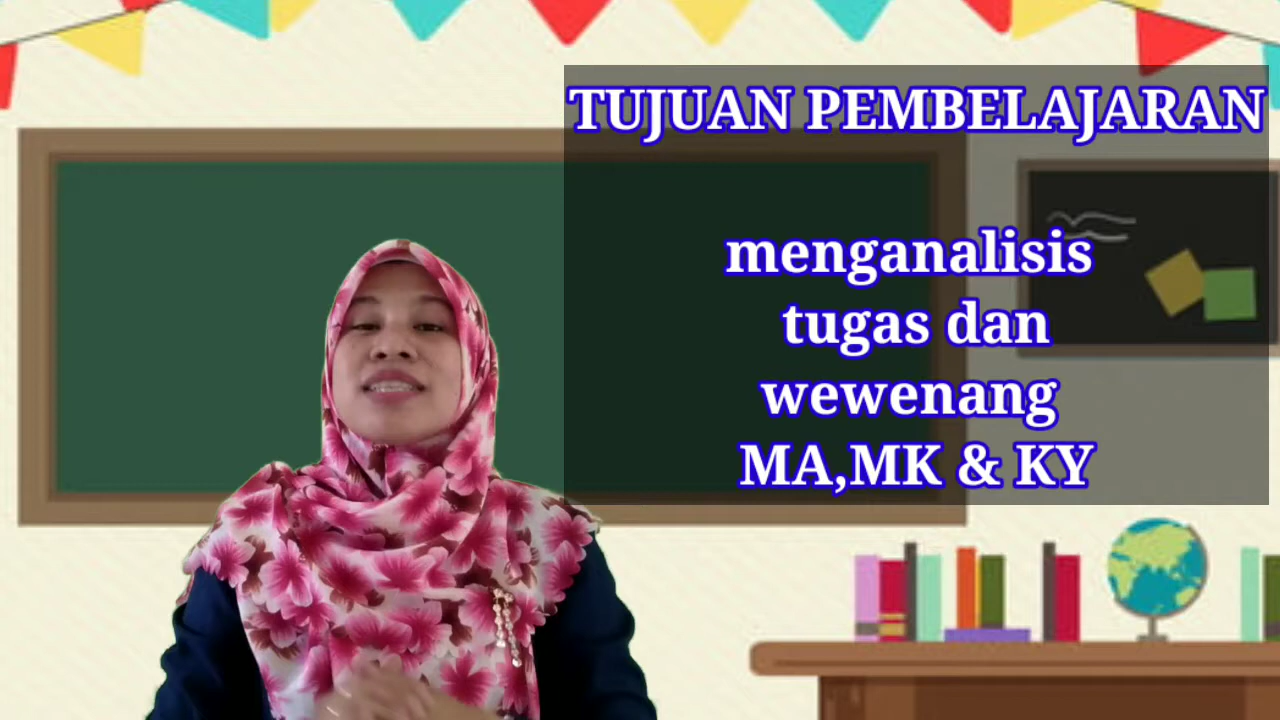 TUJUAN PEMBELAJARAN
menganalisis
tugas dan
wewenang
MA,MK & KY